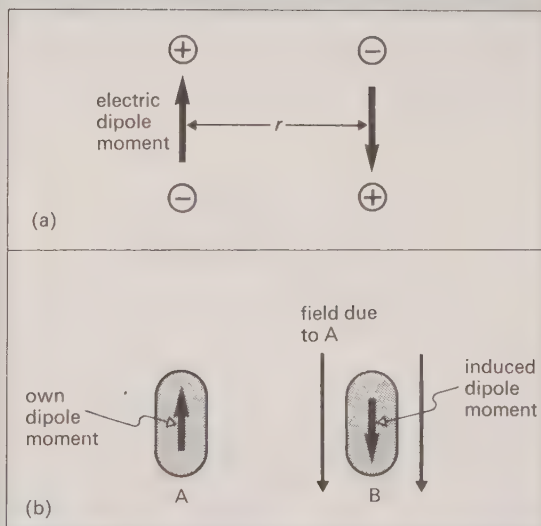 +
−
electric
dipole
moment
r
−
+
(a)
field due
to A
own
dipole
moment
induced
dipole
moment
A
B
(b)